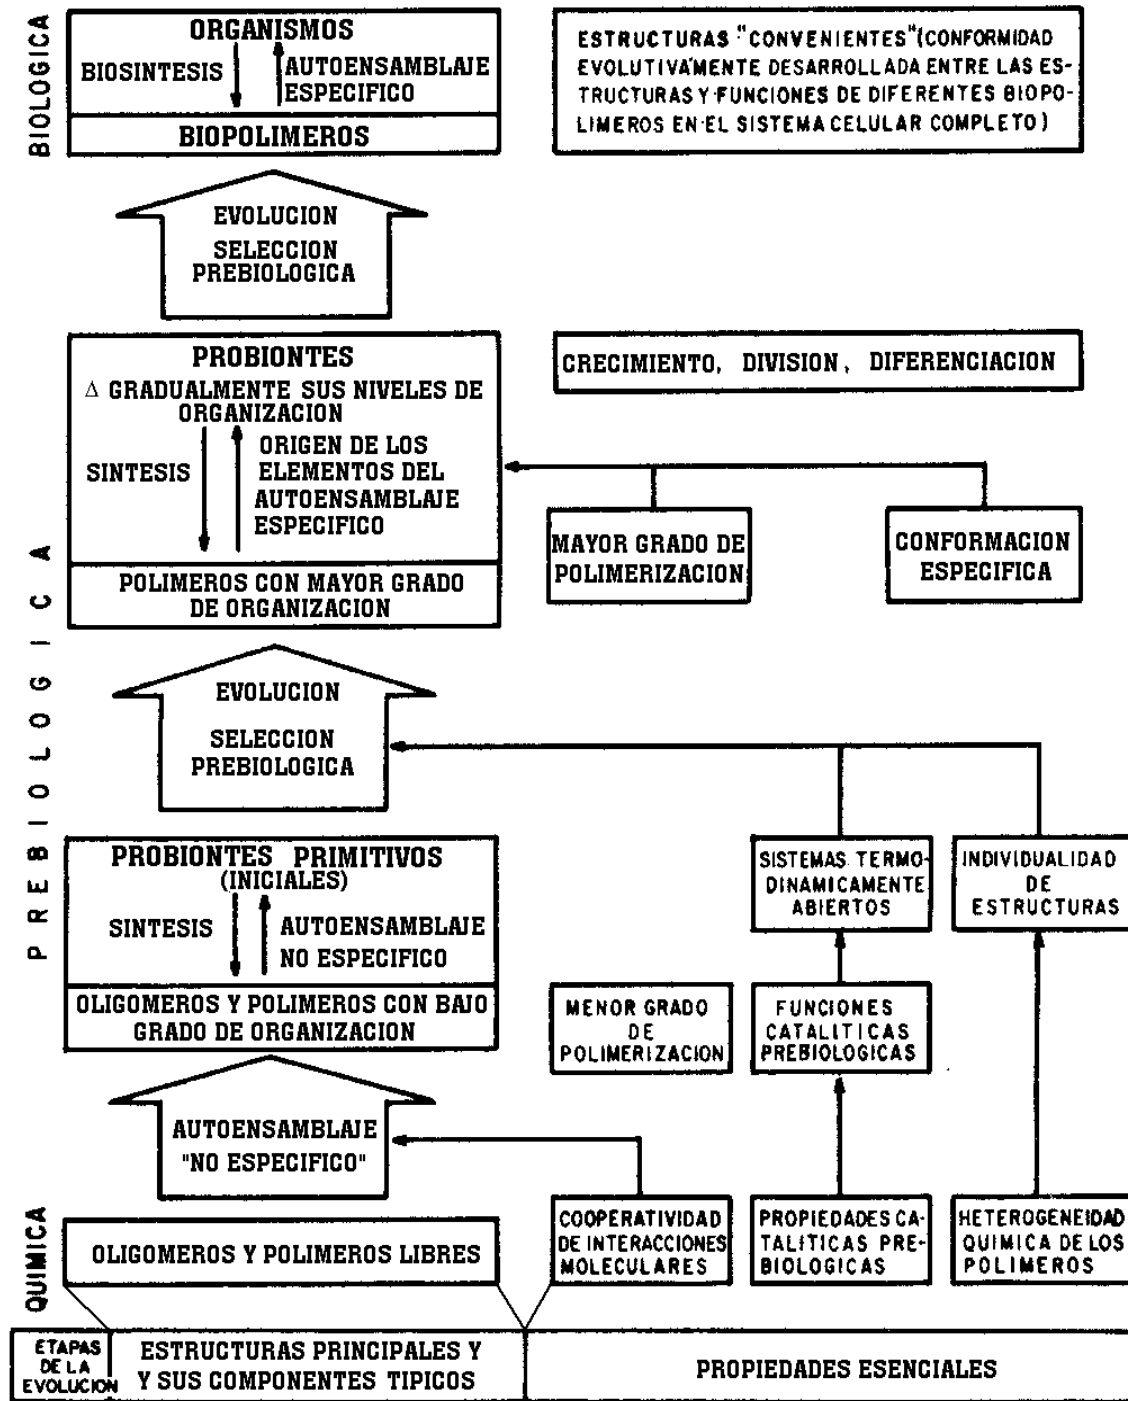 BIOLOGICA
ORGANISMOS
BIOSINTESIS
AUTOENSAMBLAJE
ESPECIFICO
BIOPOLIMEROS
ESTRUCTURAS "CONVENIENTES" (CONFORMIDAD
EVOLUTIVAMENTE DESARROLLADA ENTRE LAS ES-
TRUCTURAS Y FUNCIONES DE DIFERENTES BIOPO-
LIMEROS EN EL SISTEMA CELULAR COMPLETO)
EVOLUCION
SELECCION
PREBIOLOGICA
PREBIOLOGICA
PROBIONTES
Δ GRADUALMENTE SUS NIVELES DE
ORGANIZACION
SINTESIS
ORIGEN DE LOS
ELEMENTOS DEL
AUTOENSAMBLAJE
ESPECIFICO
POLIMEROS CON MAYOR GRADO
DE ORGANIZACION
CRECIMIENTO, DIVISION, DIFERENCIACION
MAYOR GRADO DE
POLIMERIZACION
CONFORMACION
ESPECIFICA
EVOLUCION
SELECCION
PREBIOLOGICA
PROBIONTES PRIMITIVOS
(INICIALES)
SINTESIS
AUTOENSAMBLAJE
NO ESPECIFICO
OLIGOMEROS Y POLIMEROS CON BAJO
GRADO DE ORGANIZACION
SISTEMAS TERMO-
DINAMICAMENTE
ABIERTOS
INDIVIDUALIDAD
DE
ESTRUCTURAS
MENOR GRADO
DE
POLIMERIZACION
FUNCIONES
CATALITICAS
PREBIOLOGICAS
AUTOENSAMBLAJE
"NO ESPECIFICO"
QUIMICA
OLIGOMEROS Y POLIMEROS LIBRES
COOPERATIVIDAD
DE INTERACCIONES
MOLECULARES
PROPIEDADES CA-
TALITICAS PRE-
BIOLOGICAS
HETEROGENEIDAD
QUIMICA DE LOS
POLIMEROS
ETAPAS
DE LA
EVOLUCION
ESTRUCTURAS PRINCIPALES Y
Y SUS COMPONENTES TIPICOS
PROPIEDADES ESENCIALES